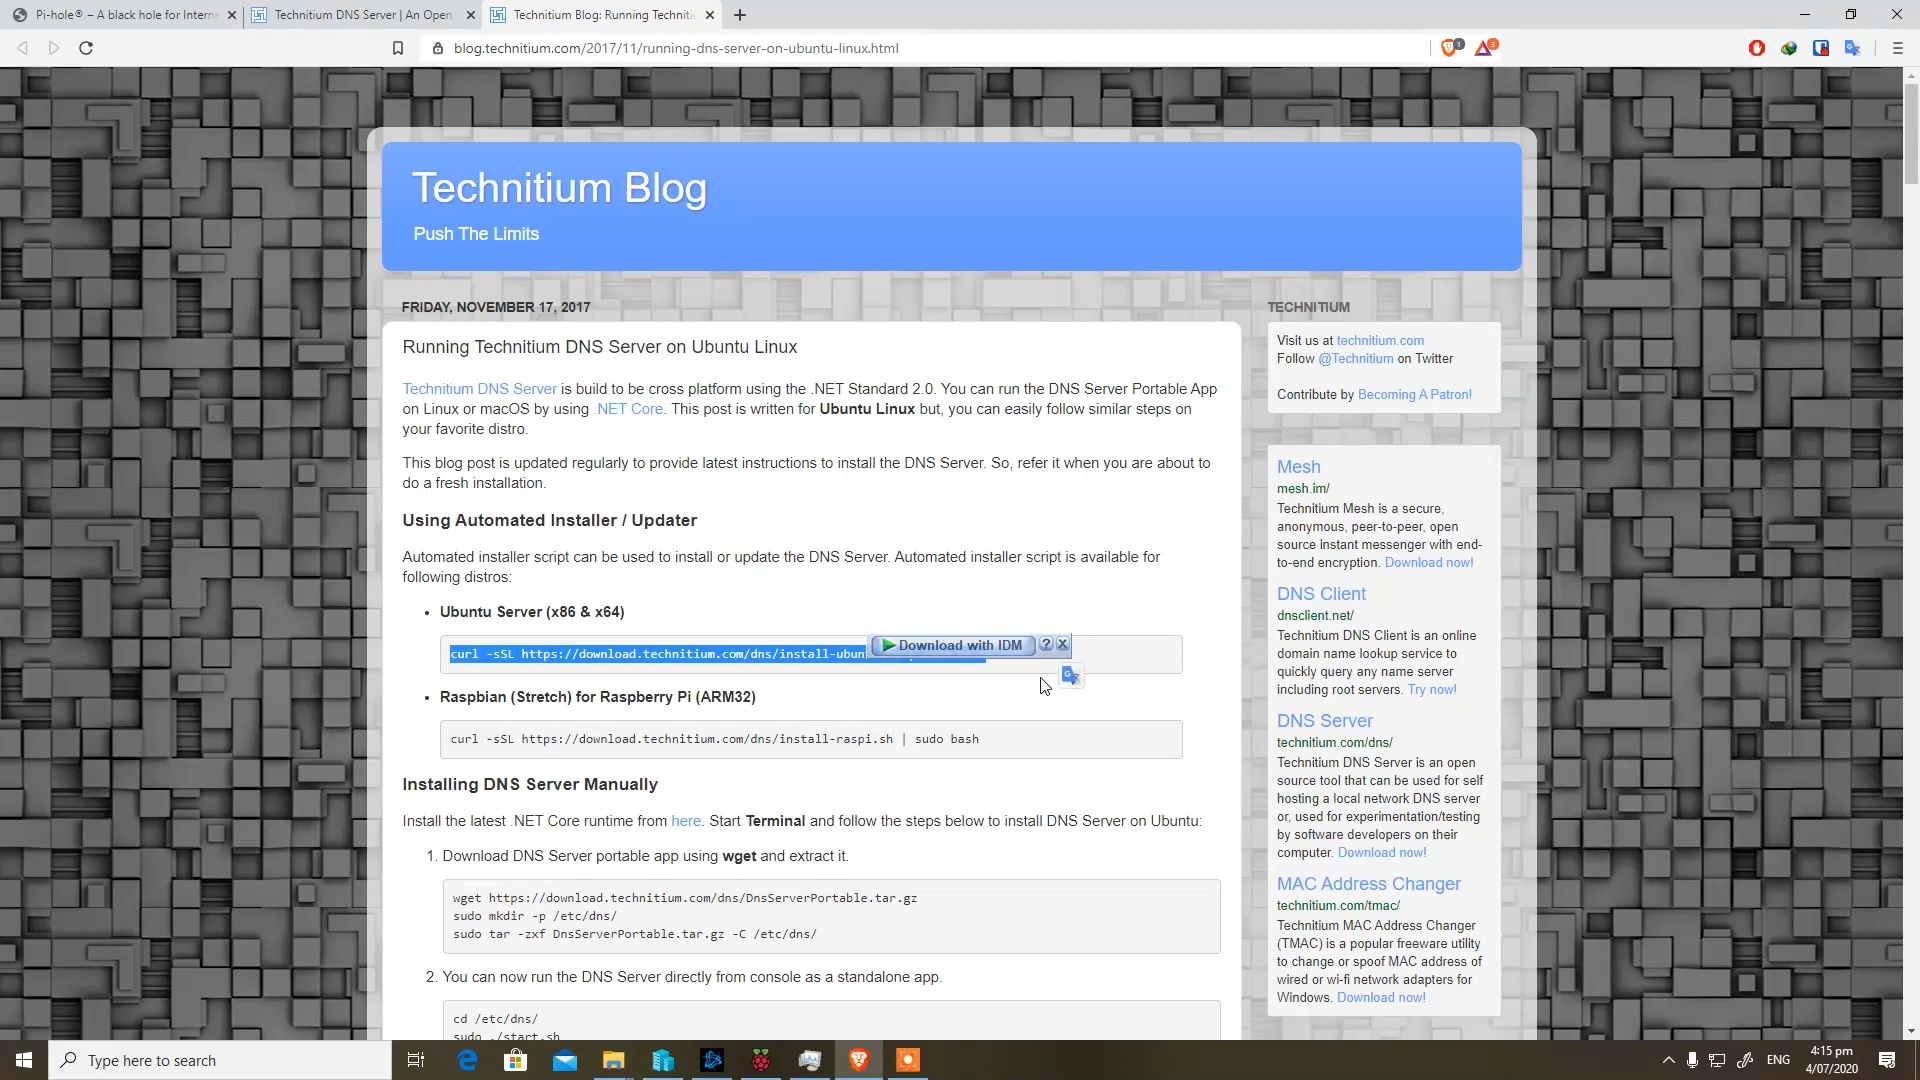 Pi-hole® – A black hole for Interne
Technitium DNS Server | An Open
Technitium Blog: Running Techniti
blog.technitium.com/2017/11/running-dns-server-on-ubuntu-linux.html
1
3
Technitium Blog
Push The Limits
FRIDAY, NOVEMBER 17, 2017
Running Technitium DNS Server on Ubuntu Linux
Technitium DNS Server is build to be cross platform using the .NET Standard 2.0. You can run the DNS Server Portable App
on Linux or macOS by using .NET Core. This post is written for Ubuntu Linux but, you can easily follow similar steps on
your favorite distro.
This blog post is updated regularly to provide latest instructions to install the DNS Server. So, refer it when you are about to
do a fresh installation.
Using Automated Installer / Updater
Automated installer script can be used to install or update the DNS Server. Automated installer script is available for
following distros:
• Ubuntu Server (x86 & x64)
curl -sSL https://download.technitium.com/dns/install-ubun
Download with IDM ?
• Raspbian (Stretch) for Raspberry Pi (ARM32)
curl -sSL https://download.technitium.com/dns/install-raspi.sh | sudo bash
Installing DNS Server Manually
Install the latest .NET Core runtime from here. Start Terminal and follow the steps below to install DNS Server on Ubuntu:
1. Download DNS Server portable app using wget and extract it.
wget https://download.technitium.com/dns/DnsServerPortable.tar.gz
sudo mkdir -p /etc/dns/
sudo tar -zxf DnsServerPortable.tar.gz -C /etc/dns/
2. You can now run the DNS Server directly from console as a standalone app.
cd /etc/dns/
sudo ./start.sh
TECHNITIUM
Visit us at technitium.com
Follow @Technitium on Twitter
Contribute by Becoming A Patron!
Mesh
mesh.im/
Technitium Mesh is a secure,
anonymous, peer-to-peer, open
source instant messenger with end-
to-end encryption. Download now!
DNS Client
dnsclient.net/
Technitium DNS Client is an online
domain name lookup service to
quickly query any name server
including root servers. Try now!
DNS Server
technitium.com/dns/
Technitium DNS Server is an open
source tool that can be used for self
hosting a local network DNS server
or, used for experimentation/testing
by software developers on their
computer. Download now!
MAC Address Changer
technitium.com/tmac/
Technitium MAC Address Changer
(TMAC) is a popular freeware utility
to change or spoof MAC address of
wired or wi-fi network adapters for
Windows. Download now!
Type here to search
ENG
4:15 pm
4/07/2020